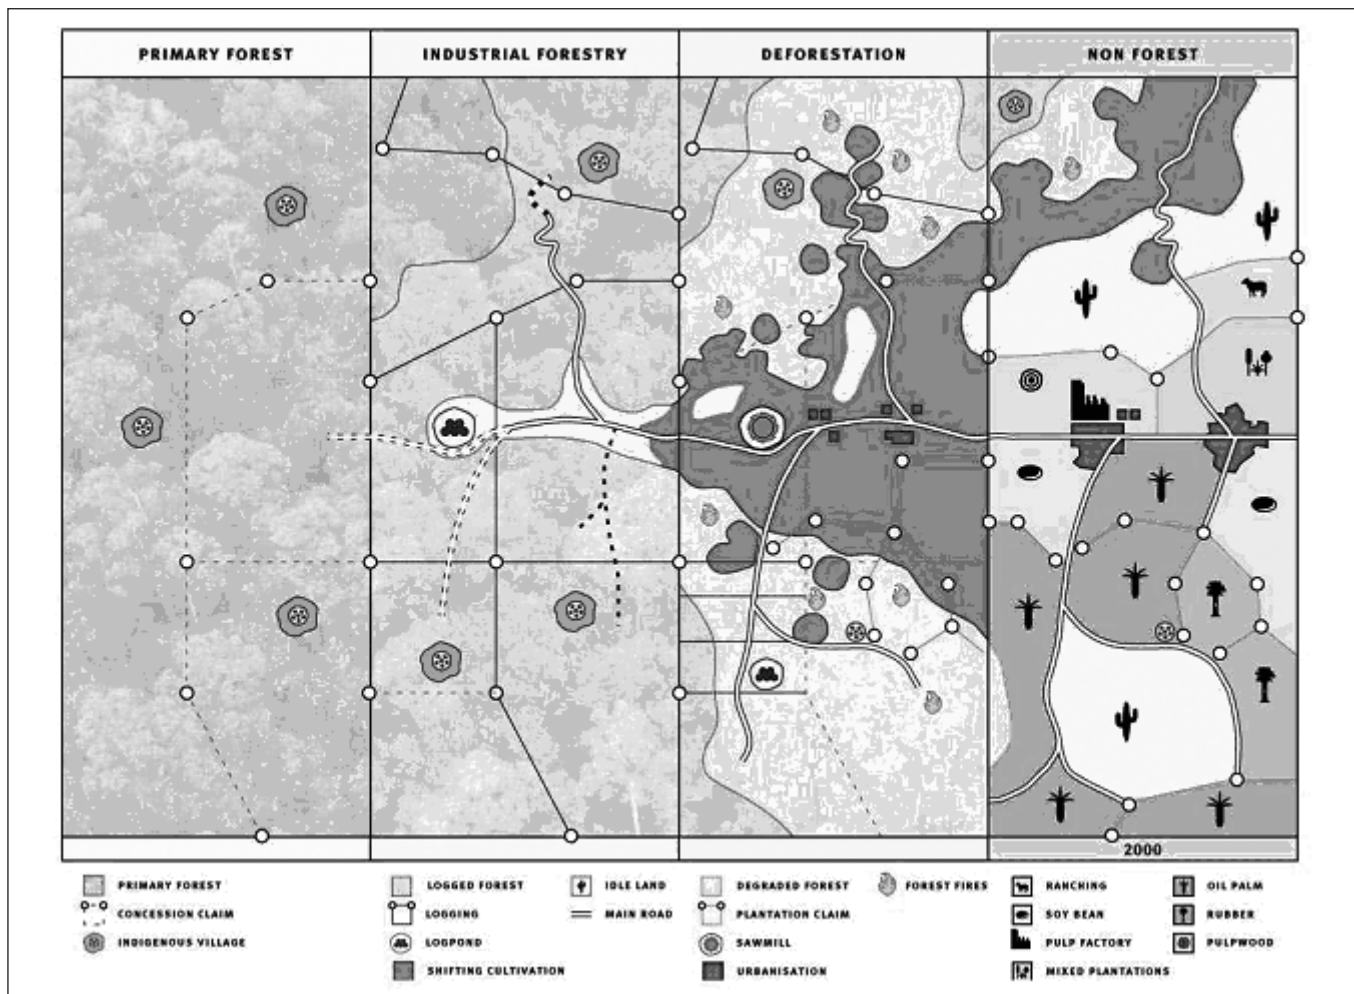 PRIMARY FOREST
INDUSTRIAL FORESTRY
DEFORESTATION
NON FOREST
2000
PRIMARY FOREST
CONCESSION CLAIM
INDIGENOUS VILLAGE
LOGGED FOREST
LOGGING
LOGPOND
SHIFTING CULTIVATION
IDLE LAND
MAIN ROAD
DEGRADED FOREST
PLANTATION CLAIM
SAWMILL
URBANISATION
FOREST FIRES
RANCHING
SOY BEAN
PULP FACTORY
MIXED PLANTATIONS
OIL PALM
RUBBER
PULPWOOD